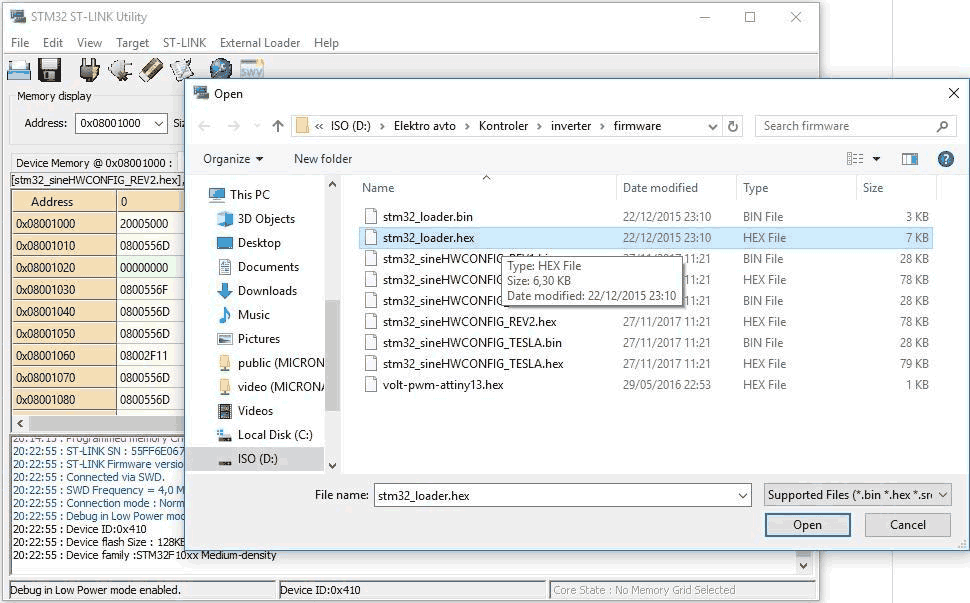 STM32 ST-LINK Utility
File Edit View Target ST-LINK External Loader Help
Memory display
Address: 0x08001000
Device Memory @ 0x08001000 :
[stm32_sineHWCONFIG_REV2.hex],
Address 0
0x08001000 20005000
0x08001010 0800556D
0x08001020 00000000
0x08001030 0800556F
0x08001040 0800556D
0x08001050 0800556D
0x08001060 08002F11
0x08001070 0800556D
0x08001080 0800556D
20:14:15 : Programmed memory Ch
20:22:55 : ST-LINK SN : 55FF6E067
20:22:55 : ST-LINK Firmware versio
20:22:55 : Connected via SWD.
20:22:55 : SWD Frequency = 4,0 M
20:22:55 : Connection mode : Norm
20:22:55 : Debug in Low Power mod
20:22:55 : Device ID:0x410
20:22:55 : Device flash Size : 128KB
20:22:55 : Device family :STM32F10xx Medium-density
Debug in Low Power mode enabled. Device ID:0x410 Core State : No Memory Grid Selected
Open
« ISO (D:) > Elektro avto > Kontroler > inverter > firmware
Search firmware
Organize New folder
This PC
3D Objects
Desktop
Documents
Downloads
Music
Pictures
public (MICRON
video (MICRONA
Videos
Local Disk (C:)
ISO (D:)
Name Date modified Type Size
stm32_loader.bin 22/12/2015 23:10 BIN File 3 KB
stm32_loader.hex 22/12/2015 23:10 HEX File 7 KB
stm32_sineHWCONFIG_REV1.bin 27/11/2017 11:21 BIN File 28 KB
stm32_sineHWCONFIG_ 11:21 HEX File 78 KB
stm32_sineHWCONFIG_ 11:21 BIN File 28 KB
stm32_sineHWCONFIG_REV2.hex 27/11/2017 11:21 HEX File 78 KB
stm32_sineHWCONFIG_TESLA.bin 27/11/2017 11:21 BIN File 28 KB
stm32_sineHWCONFIG_TESLA.hex 27/11/2017 11:21 HEX File 79 KB
volt-pwm-attiny13.hex 29/05/2016 22:53 HEX File 1 KB
Type: HEX File
Size: 6,30 KB
Date modified: 22/12/2015 23:10
File name: stm32_loader.hex
Supported Files (*.bin *.hex *.sre
Open Cancel